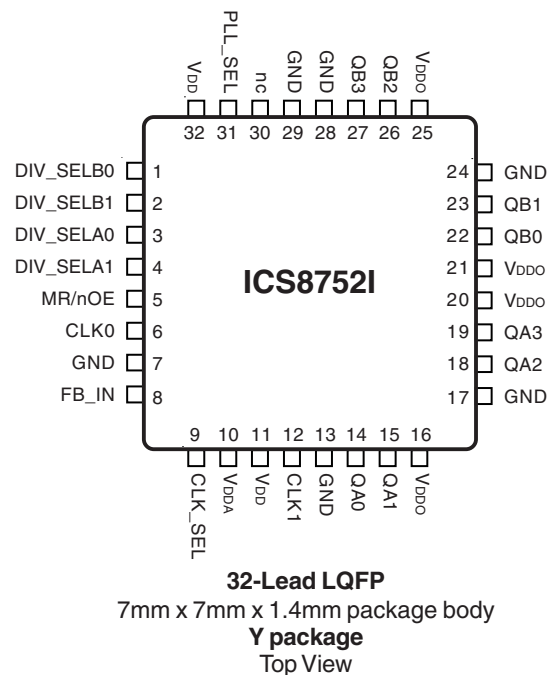 VDD
PLL_SEL
nc
GND
GND
QB3
QB2
VDDO
32 31 30 29 28 27 26 25
DIV_SELB0 1
DIV_SELB1 2
DIV_SELA0 3
DIV_SELA1 4
MR/nOE 5
CLK0 6
GND 7
FB_IN 8
ICS8752I
24 GND
23 QB1
22 QB0
21 VDDO
20 VDDO
19 QA3
18 QA2
17 GND
9 10 11 12 13 14 15 16
CLK_SEL
VDDA
VDD
CLK1
GND
QA0
QA1
VDDO
32-Lead LQFP
7mm x 7mm x 1.4mm package body
Y package
Top View